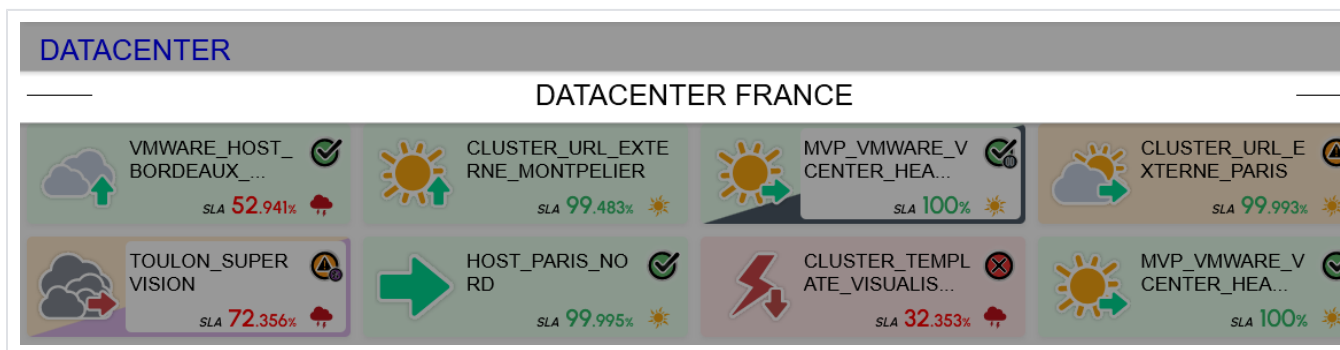 DATACENTER
DATACENTER FRANCE
VMWARE_HOST_
BORDEAUX_...
SLA 52.941%
CLUSTER_URL_EXTE
RNE_MONTPELIER
SLA 99.483%
MVP_VMWARE_V
CENTER_HEA...
SLA 100%
CLUSTER_URL_E
XTERNE_PARIS
SLA 99.993%
TOULON_SUPER
VISION
SLA 72.356%
HOST_PARIS_NO
RD
SLA 99.995%
CLUSTER_TEMPL
ATE_VISUALIS...
SLA 32.353%
MVP_VMWARE_V
CENTER_HEA...
SLA 100%